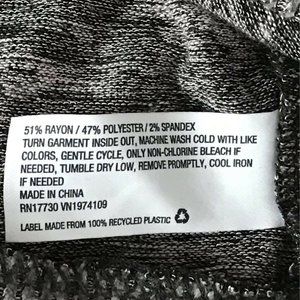 51% RAYON / 47% POLYESTER / 2% SPANDEX
TURN GARMENT INSIDE OUT, MACHINE WASH COLD WITH LIKE
COLORS, GENTLE CYCLE, ONLY NON-CHLORINE BLEACH IF
NEEDED, TUMBLE DRY LOW, REMOVE PROMPTLY, COOL IRON
IF NEEDED
MADE IN CHINA
RN17730 VN1974109
LABEL MADE FROM 100% RECYCLED PLASTIC